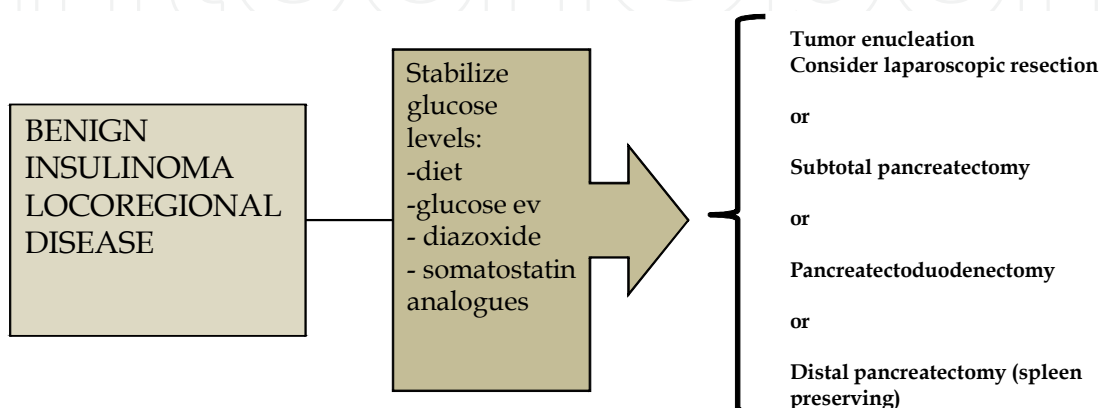 BENIGN
INSULINOMA
LOCOREGIONAL
DISEASE
Stabilize
glucose
levels:
-diet
-glucose ev
- diazoxide
- somatostatin
analogues
Tumor enucleation
Consider laparoscopic resection
or
Subtotal pancreatectomy
or
Pancreatectoduodenectomy
or
Distal pancreatectomy (spleen
preserving)